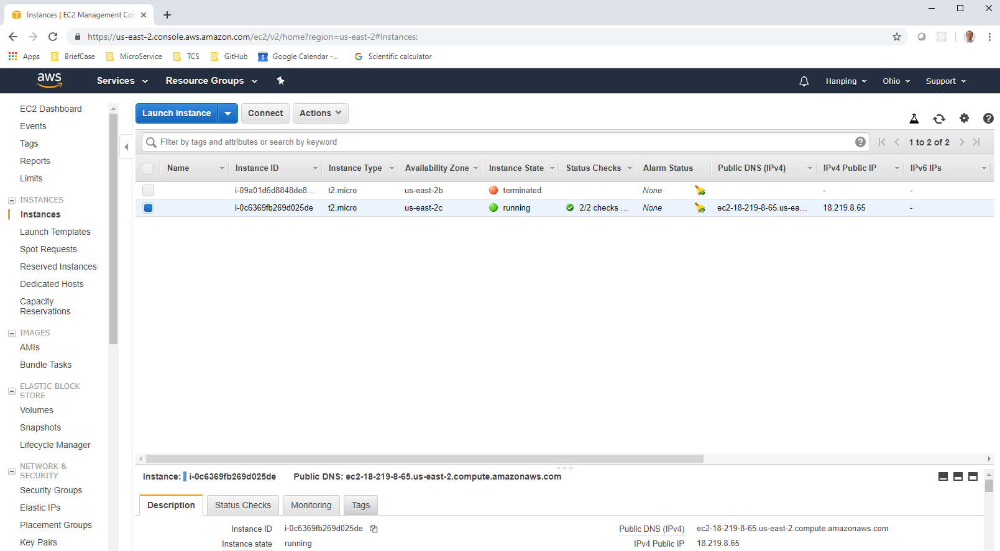 Instances | EC2 Management Con
https://us-east-2.console.aws.amazon.com/ec2/v2/home?region=us-east-2#Instances:
Apps BriefCase MicroService TCS GitHub 5 Google Calendar -... G Scientific calculator
aws Services Resource Groups Hanping Ohio Support
EC2 Dashboard
Events
Tags
Reports
Limits
INSTANCES
Instances
Launch Templates
Spot Requests
Reserved Instances
Dedicated Hosts
Capacity
Reservations
IMAGES
AMIs
Bundle Tasks
ELASTIC BLOCK
STORE
Volumes
Snapshots
Lifecycle Manager
NETWORK &
SECURITY
Security Groups
Elastic IPs
Placement Groups
Key Pairs
Launch Instance Connect Actions
Filter by tags and attributes or search by keyword ? 1 to 2 of 2
Name Instance ID Instance Type Availability Zone Instance State Status Checks Alarm Status Public DNS (IPv4) IPv4 Public IP IPv6 IPs
i-09a01d6d8848de8... t2.micro us-east-2b terminated None - -
i-0c6369fb269d025de t2.micro us-east-2c running 2/2 checks ... None ec2-18-219-8-65.us-ea... 18.219.8.65 -
Instance: i-0c6369fb269d025de Public DNS: ec2-18-219-8-65.us-east-2.compute.amazonaws.com
Description Status Checks Monitoring Tags
Instance ID i-0c6369fb269d025de Public DNS (IPv4) ec2-18-219-8-65.us-east-2.compute.amazonaws.com
Instance state running IPv4 Public IP 18.219.8.65